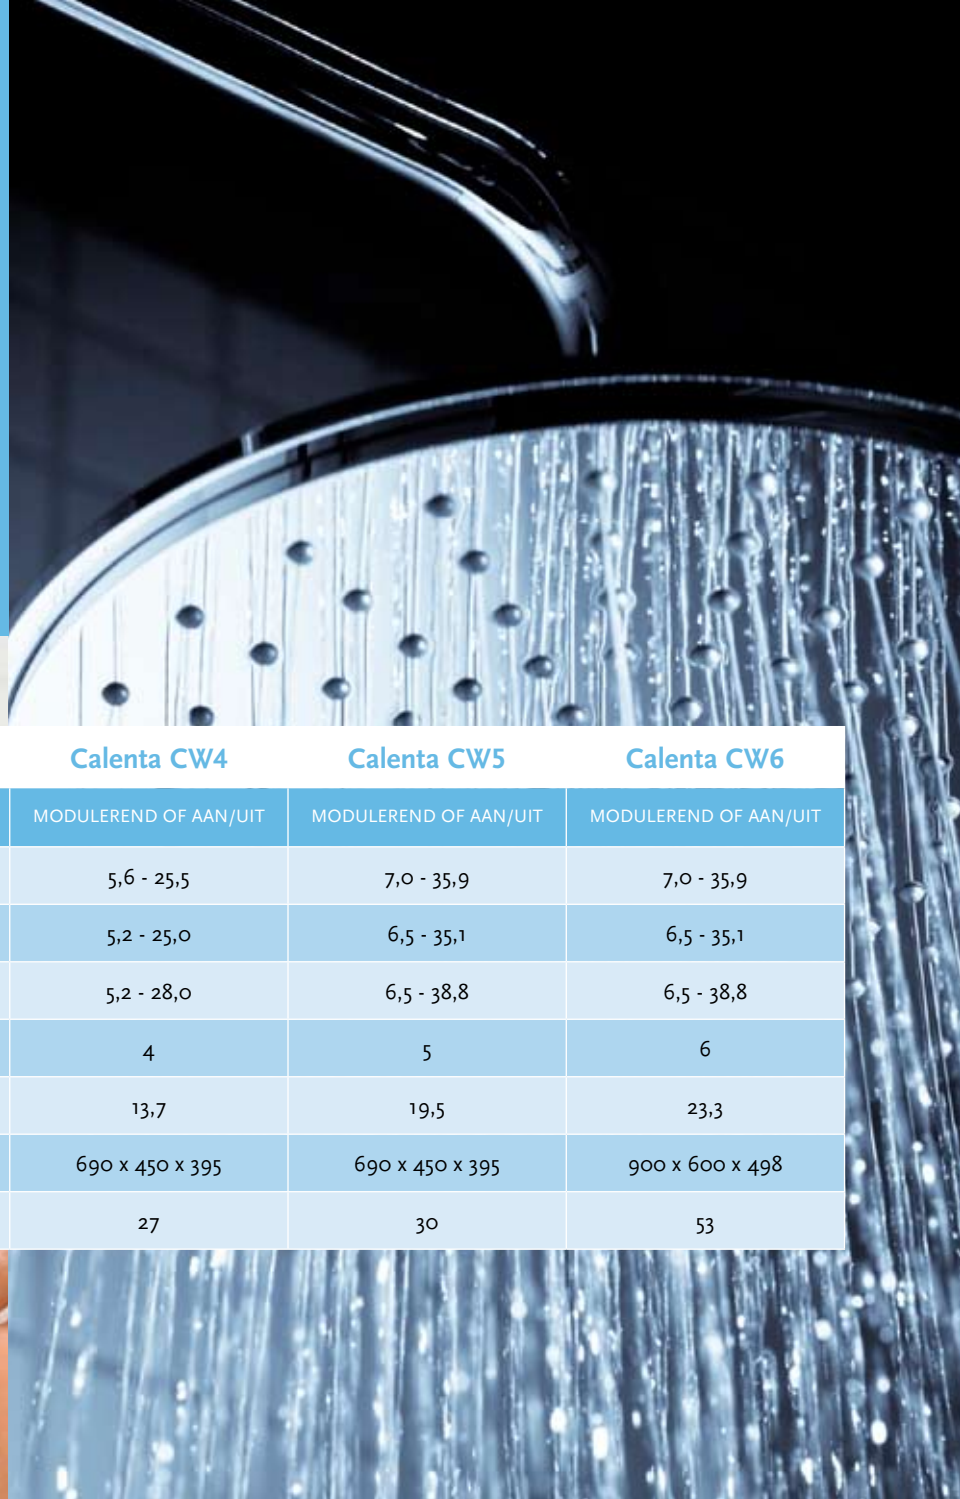 Calenta CW4 Calenta CW5 Calenta CW6
MODULEREND OF AAN/UIT MODULEREND OF AAN/UIT MODULEREND OF AAN/UIT
5,6 - 25,5 7,0 - 35,9 7,0 - 35,9
5,2 - 25,0 6,5 - 35,1 6,5 - 35,1
5,2 - 28,0 6,5 - 38,8 6,5 - 38,8
4 5 6
13,7 19,5 23,3
690 x 450 x 395 690 x 450 x 395 900 x 600 x 498
27 30 53